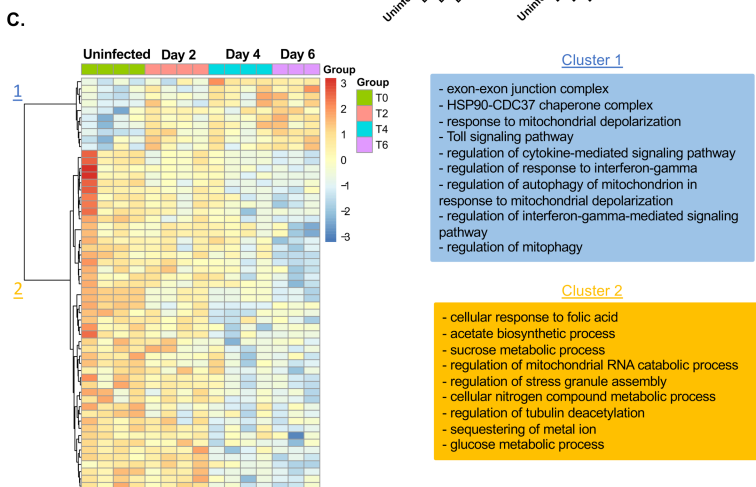 C.
Uninfected Day 2 Day 4 Day 6
Group
3
2
1
0
−1
−2
−3
Group
T0
T2
T4
T6
1
2
Cluster 1
- exon-exon junction complex
- HSP90-CDC37 chaperone complex
- response to mitochondrial depolarization
- Toll signaling pathway
- regulation of cytokine-mediated signaling pathway
- regulation of response to interferon-gamma
- regulation of autophagy of mitochondrion in
response to mitochondrial depolarization
- regulation of interferon-gamma-mediated signaling
pathway
- regulation of mitophagy
Cluster 2
- cellular response to folic acid
- acetate biosynthetic process
- sucrose metabolic process
- regulation of mitochondrial RNA catabolic process
- regulation of stress granule assembly
- cellular nitrogen compound metabolic process
- regulation of tubulin deacetylation
- sequestering of metal ion
- glucose metabolic process